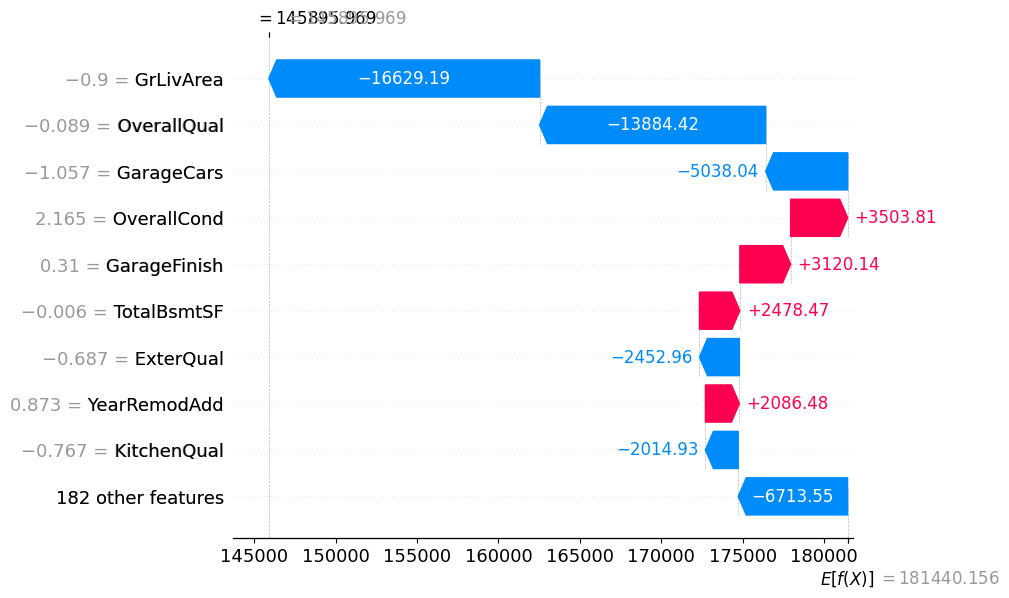 = 145895.969
−0.9 = GrLivArea −16629.19
−0.089 = OverallQual −13884.42
−1.057 = GarageCars −5038.04
2.165 = OverallCond +3503.81
0.31 = GarageFinish +3120.14
−0.006 = TotalBsmtSF +2478.47
−0.687 = ExterQual −2452.96
0.873 = YearRemodAdd +2086.48
−0.767 = KitchenQual −2014.93
182 other features −6713.55
145000 150000 155000 160000 165000 170000 175000 180000
E[f(X)] = 181440.156